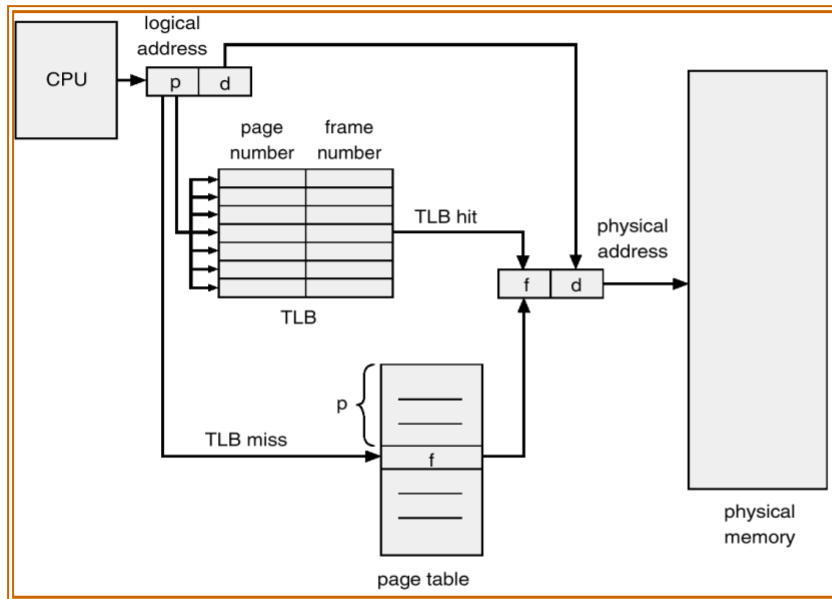 logical
address
CPU
p
d
page
number
frame
number
TLB hit
physical
address
f
d
TLB
p
TLB miss
f
page table
physical
memory